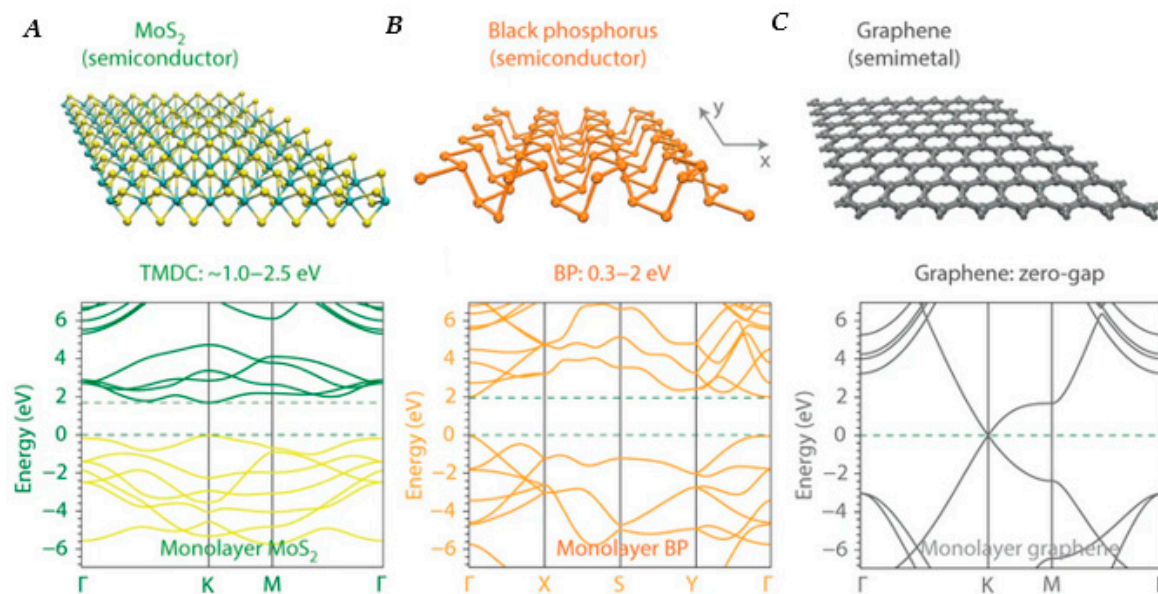 A
MoS₂
(semiconductor)
B
Black phosphorus
(semiconductor)
y
x
C
Graphene
(semimetal)
TMDC: ~1.0–2.5 eV
Energy (eV)
6
4
2
0
−2
−4
−6
Monolayer MoS₂
Γ K M Γ
BP: 0.3–2 eV
Energy (eV)
6
4
2
0
−2
−4
−6
Monolayer BP
Γ X S Y Γ
Graphene: zero-gap
Energy (eV)
6
4
2
0
−2
−4
−6
Monolayer graphene
Γ K M